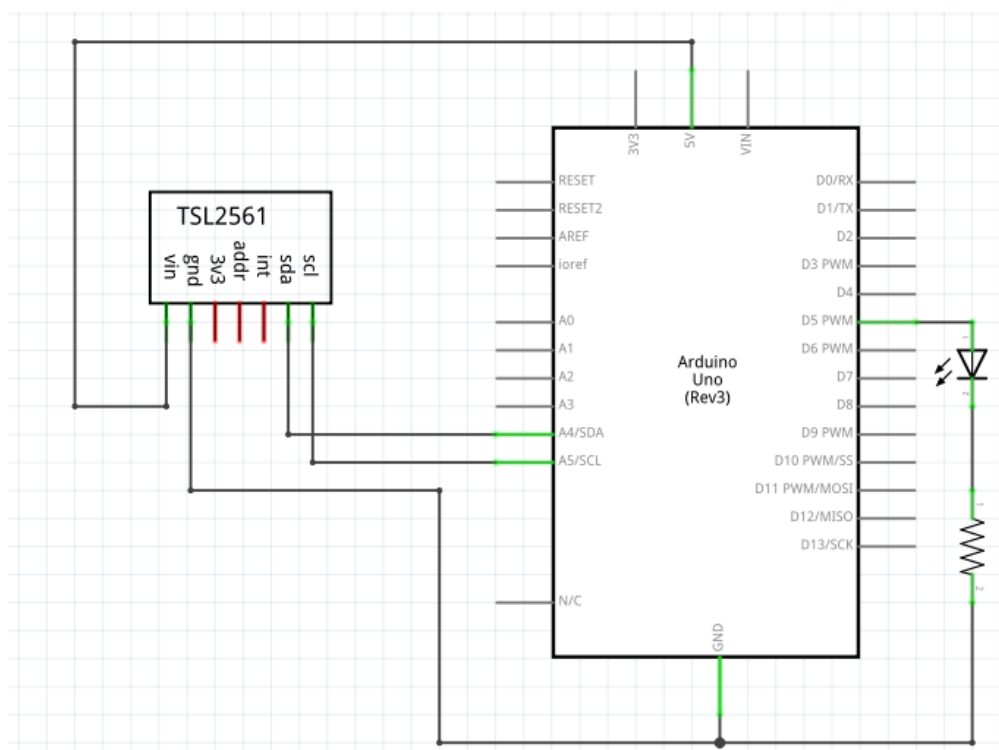 3V3
5V
VIN
TSL2561
vin
gnd
3v3
addr
int
sda
scl
RESET
RESET2
AREF
ioref
A0
A1
A2
A3
A4/SDA
A5/SCL
N/C
Arduino
Uno
(Rev3)
D0/RX
D1/TX
D2
D3 PWM
D4
D5 PWM
D6 PWM
D7
D8
D9 PWM
D10 PWM/SS
D11 PWM/MOSI
D12/MISO
D13/SCK
GND
1
2
1
2